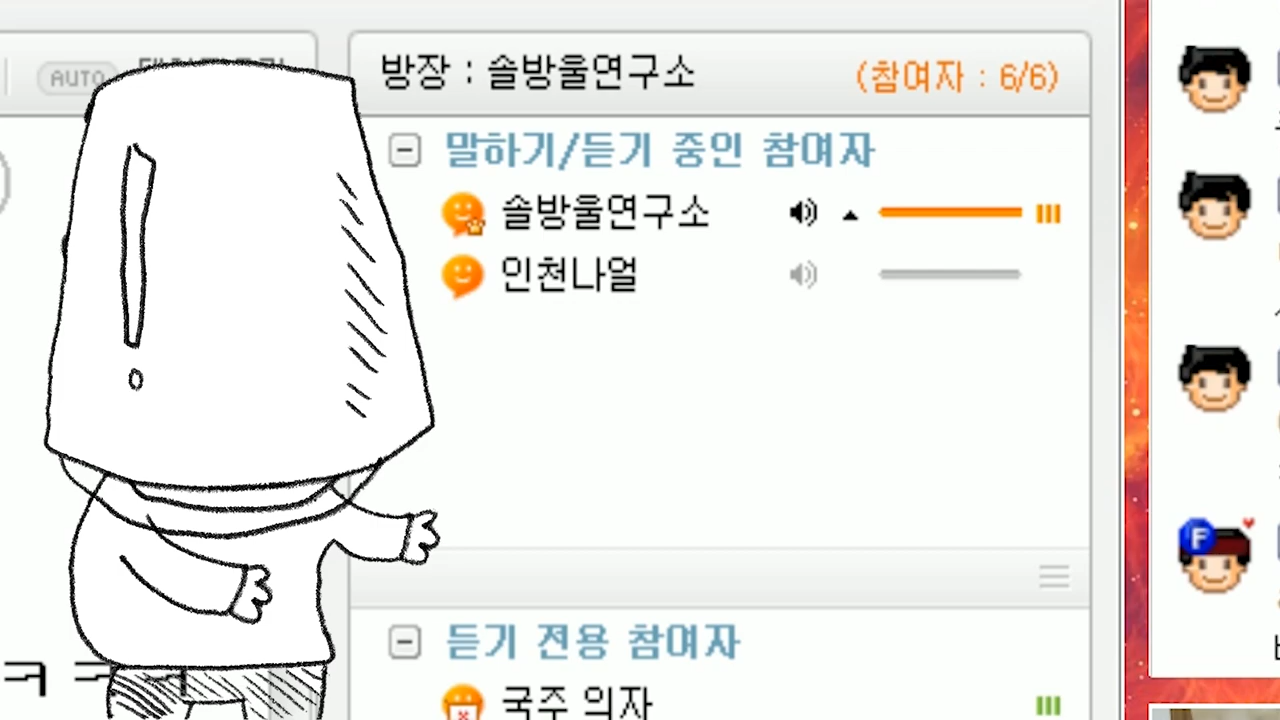 AUTO
방장 : 솔방울연구소 (참여자 : 6/6)
말하기/듣기 중인 참여자
솔방울연구소
인천나얼
듣기 전용 참여자
ㅋㅋㅋ
국주 의자
F